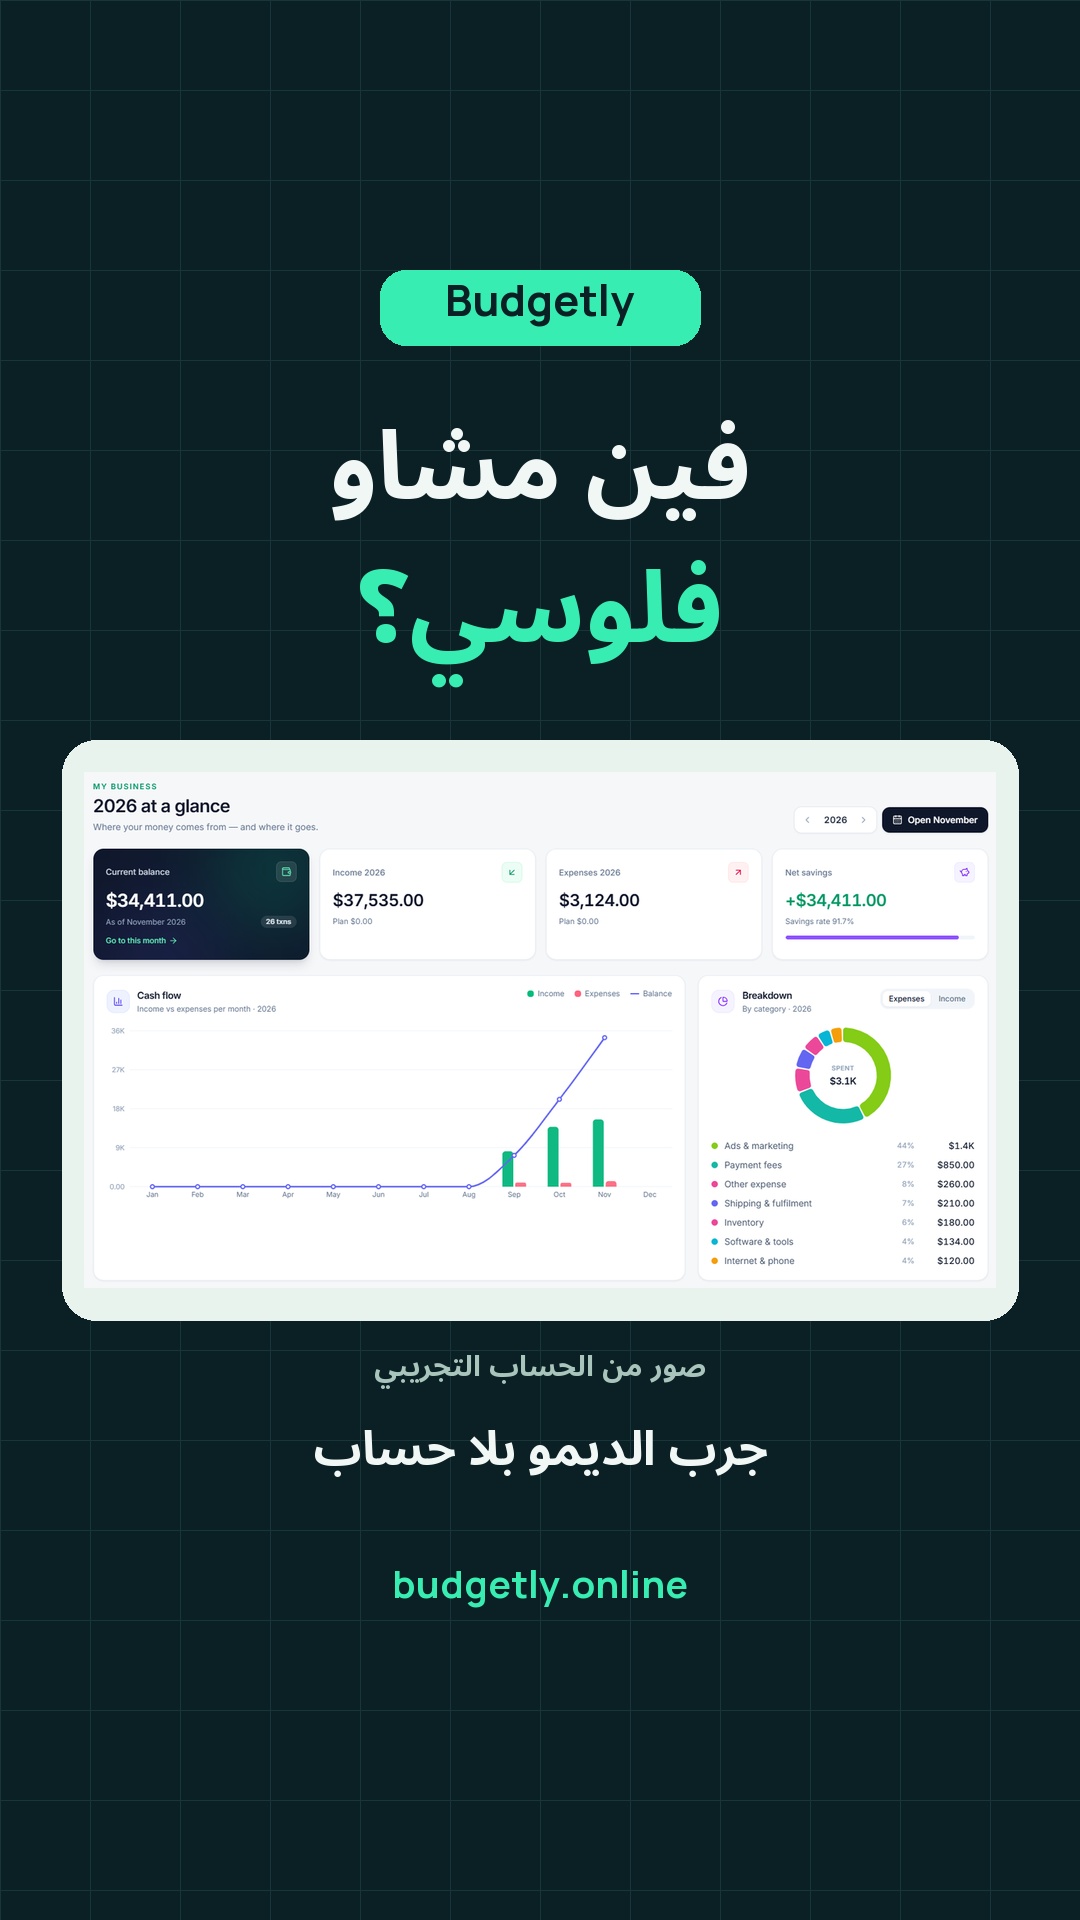 Budgetly
فين مشاو
فلوسي؟
MY BUSINESS
2026 at a glance
Where your money comes from — and where it goes.
2026
Open November
Current balance
$34,411.00
As of November 2026
26 txns
Go to this month →
Income 2026
$37,535.00
Plan $0.00
Expenses 2026
$3,124.00
Plan $0.00
Net savings
+$34,411.00
Savings rate 91.7%
Cash flow
Income vs expenses per month · 2026
Income
Expenses
Balance
36K
27K
18K
9K
0.00
Jan Feb Mar Apr May Jun Jul Aug Sep Oct Nov Dec
Breakdown
By category · 2026
Expenses
Income
SPENT
$3.1K
Ads & marketing 44% $1.4K
Payment fees 27% $850.00
Other expense 8% $260.00
Shipping & fulfilment 7% $210.00
Inventory 6% $180.00
Software & tools 4% $134.00
Internet & phone 4% $120.00
صور من الحساب التجريبي
جرب الديمو بلا حساب
budgetly.online